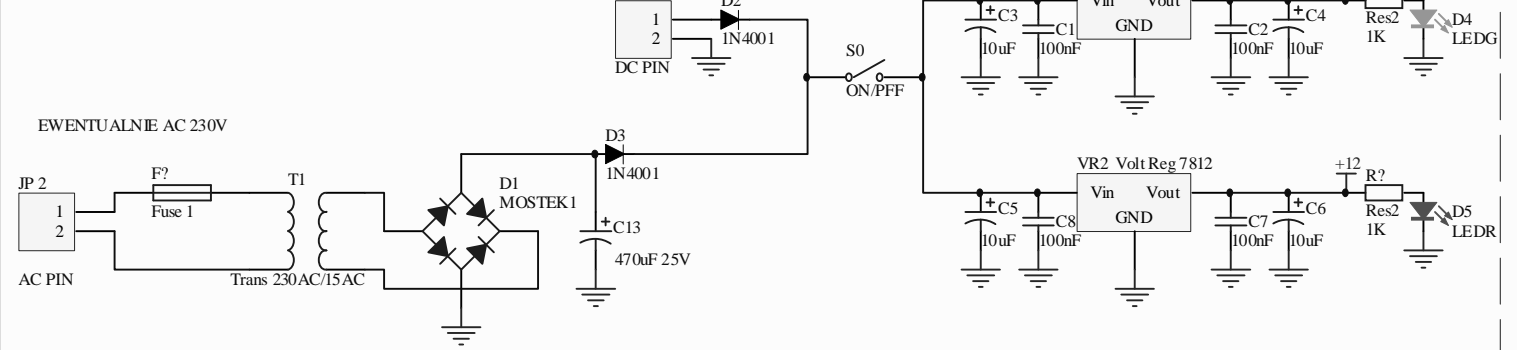 D2
1
2
1N4001
DC PIN
S0
ON/PFF
C3
10uF
C1
100nF
Vin Vout
GND
C2
100nF
C4
10uF
Res2
1K
D4
LEDG
EWENTUALNIE AC 230V
JP 2
1
2
AC PIN
F?
Fuse 1
T1
Trans 230AC/15AC
D1
MOSTEK1
D3
1N4001
C13
470uF 25V
C5
10uF
C8
100nF
VR2 Volt Reg 7812
Vin Vout
GND
C7
100nF
C6
10uF
+12
R?
Res2
1K
D5
LEDR